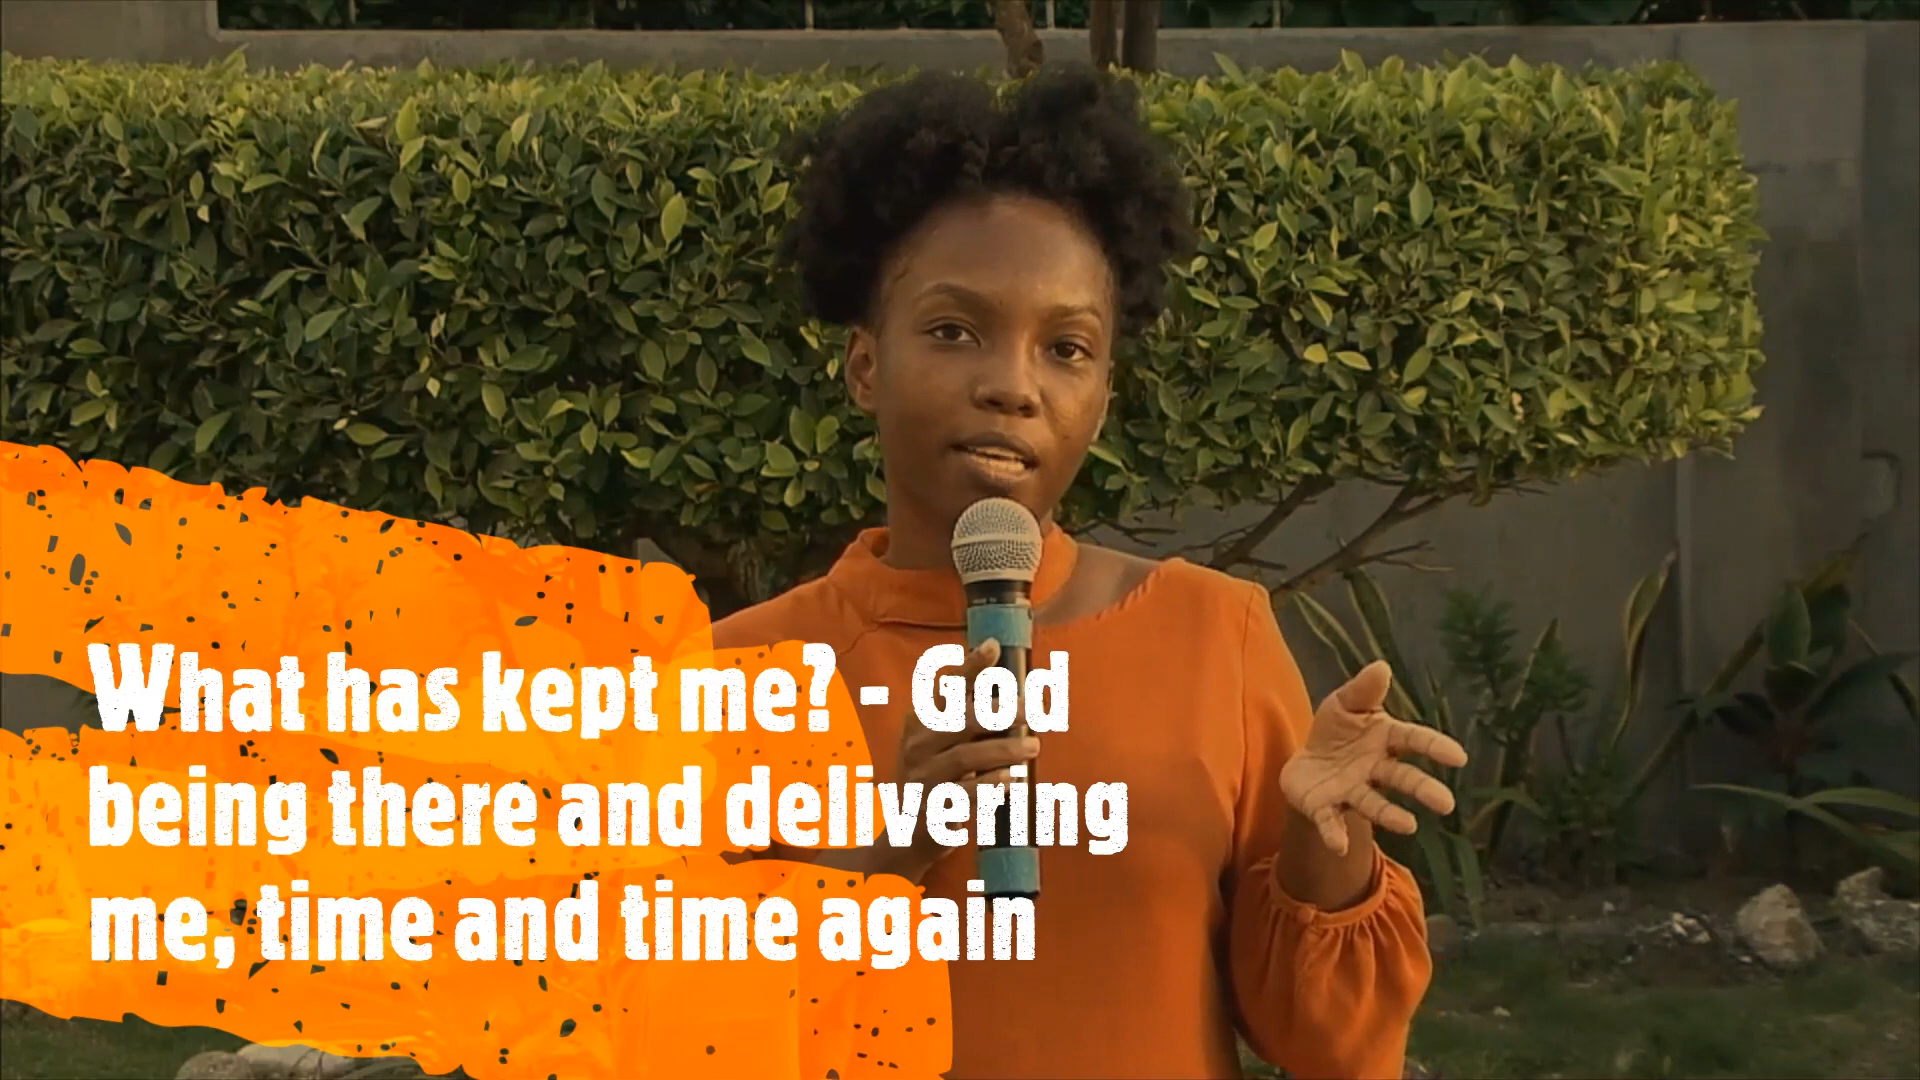 What has kept me? - God
being there and delivering
me, time and time again